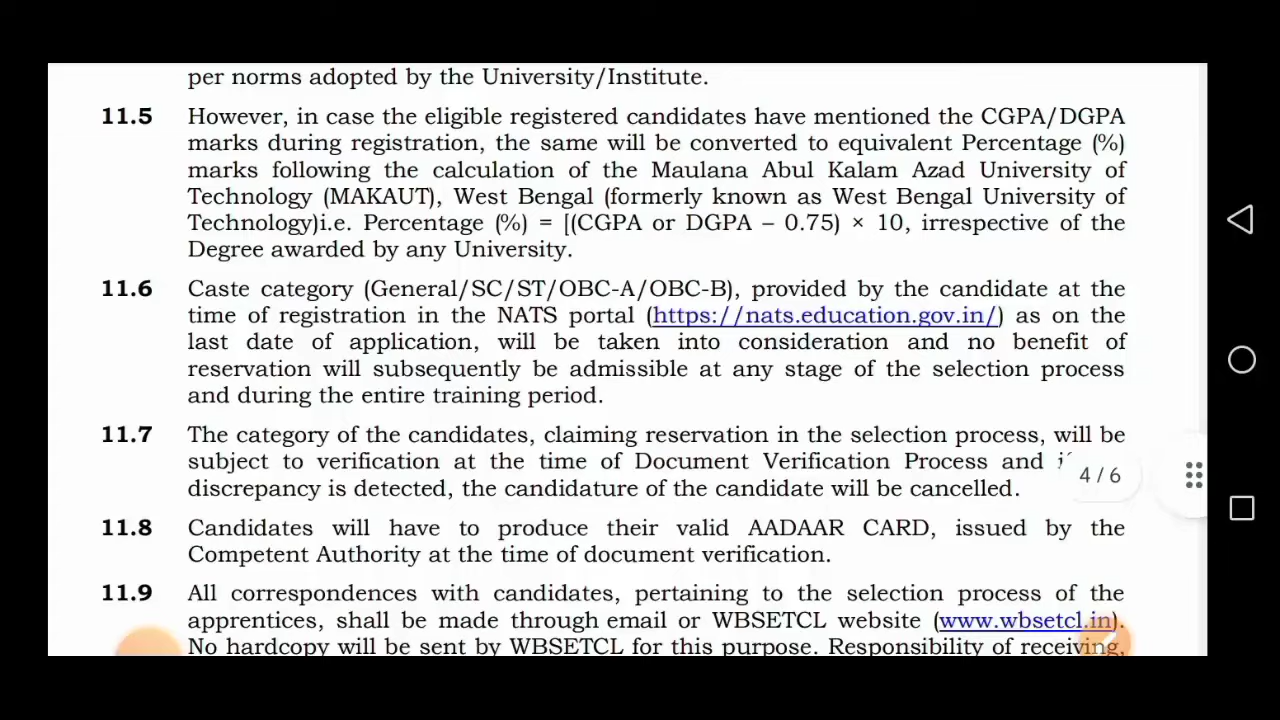 per norms adopted by the University/Institute.
11.5 However, in case the eligible registered candidates have mentioned the CGPA/DGPA
marks during registration, the same will be converted to equivalent Percentage (%)
marks following the calculation of the Maulana Abul Kalam Azad University of
Technology (MAKAUT), West Bengal (formerly known as West Bengal University of
Technology)i.e. Percentage (%) = [(CGPA or DGPA – 0.75) × 10, irrespective of the
Degree awarded by any University.
11.6 Caste category (General/SC/ST/OBC-A/OBC-B), provided by the candidate at the
time of registration in the NATS portal (https://nats.education.gov.in/) as on the
last date of application, will be taken into consideration and no benefit of
reservation will subsequently be admissible at any stage of the selection process
and during the entire training period.
11.7 The category of the candidates, claiming reservation in the selection process, will be
subject to verification at the time of Document Verification Process and
discrepancy is detected, the candidature of the candidate will be cancelled.
4 / 6
11.8 Candidates will have to produce their valid AADAAR CARD, issued by the
Competent Authority at the time of document verification.
11.9 All correspondences with candidates, pertaining to the selection process of the
apprentices, shall be made through email or WBSETCL website (www.wbsetcl.in).
No hardcopy will be sent by WBSETCL for this purpose. Responsibility of receiving,